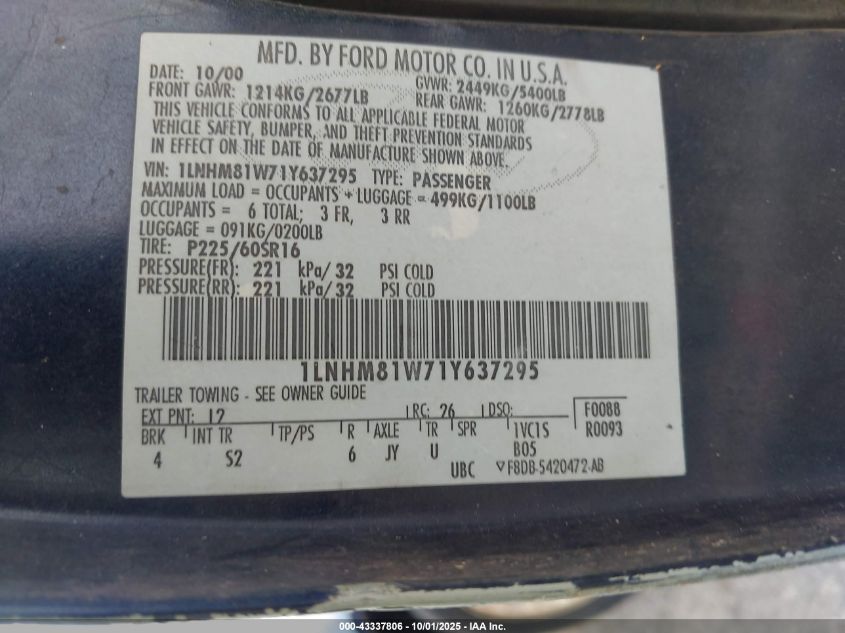 MFD. BY FORD MOTOR CO. IN U.S.A.
DATE: 10/00 GVWR: 2449KG/5400LB
FRONT GAWR: 1214KG/2677LB REAR GAWR: 1260KG/2778LB
THIS VEHICLE CONFORMS TO ALL APPLICABLE FEDERAL MOTOR
VEHICLE SAFETY, BUMPER, AND THEFT PREVENTION STANDARDS
IN EFFECT ON THE DATE OF MANUFACTURE SHOWN ABOVE.
VIN: 1LNHM81W71Y637295 TYPE: PASSENGER
MAXIMUM LOAD = OCCUPANTS + LUGGAGE = 499KG/1100LB
OCCUPANTS = 6 TOTAL; 3 FR, 3 RR
LUGGAGE = 091KG/0200LB
TIRE: P225/60SR16
PRESSURE(FR): 221 kPa/ 32 PSI COLD
PRESSURE(RR): 221 kPa/ 32 PSI COLD
1LNHM81W71Y637295
TRAILER TOWING - SEE OWNER GUIDE
EXT PNT: 12 RC: 26 DSO: F0088
BRK INT TR TP/PS R AXLE TR SPR 1VC1S R0093
4 S2 6 JY U B05
UBC F8DB-5420472-AB
000-43337806 - 10/01/2025 - IAA Inc.